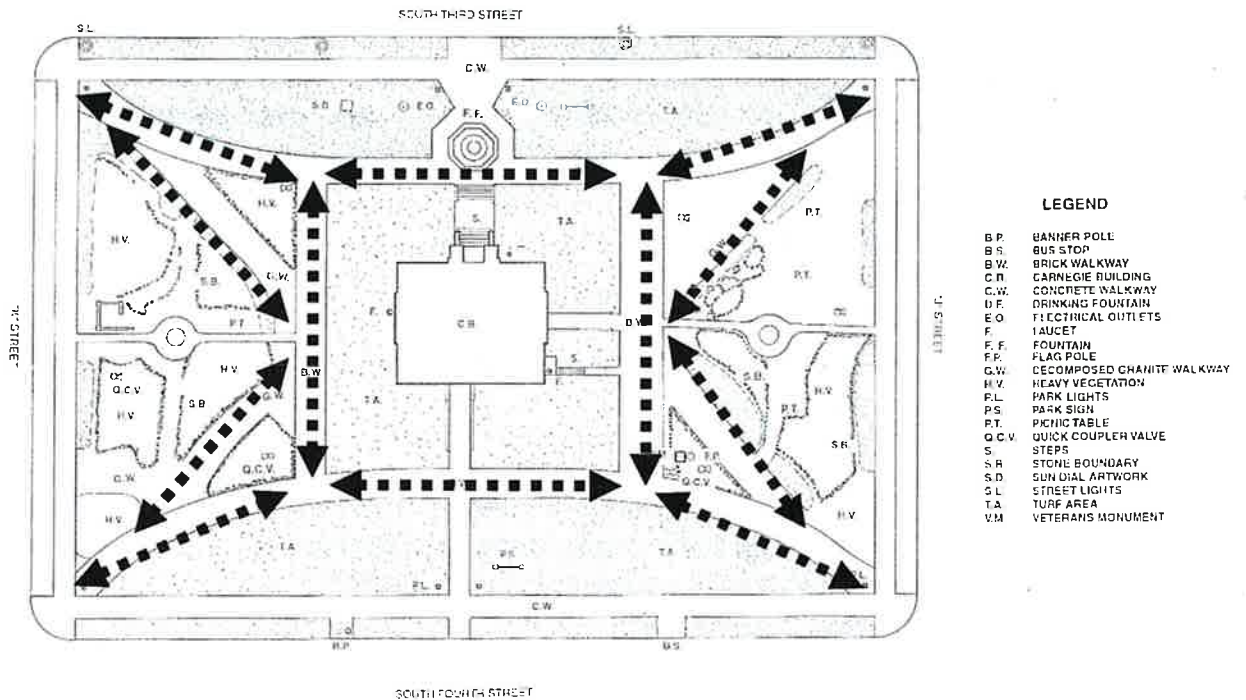 SOUTH THIRD STREET
S.L.
S.L.
C.W.
S.D.
E.O.
E.O.
T.A.
F. F.
H.V.
S.
T.A.
P.T.
H.V.
G.W.
G.W.
S.B.
P.T.
F.
C.B.
B.W.
P.T.
STREET
STREET
H.V.
B.W.
S.
S.B.
H.V.
Q.C.V.
H.V.
S.B.
G.W.
T.A.
P.T.
S.B.
Q.C.V.
F.P.
Q.C.V.
G.W.
H.V.
H.V.
T.A.
P.S.
T.A.
P.L.
C.W.
B.P.
B.S.
SOUTH FOURTH STREET
LEGEND
B.P. BANNER POLE
B.S. BUS STOP
B.W. BRICK WALKWAY
C.B. CARNEGIE BUILDING
C.W. CONCRETE WALKWAY
D.F. DRINKING FOUNTAIN
E.O. ELECTRICAL OUTLETS
F. FAUCET
F. F. FOUNTAIN
F.P. FLAG POLE
G.W. DECOMPOSED GRANITE WALKWAY
H.V. HEAVY VEGETATION
P.L. PARK LIGHTS
P.S. PARK SIGN
P.T. PICNIC TABLE
Q.C.V. QUICK COUPLER VALVE
S. STEPS
S.B. STONE BOUNDARY
S.D. SUN DIAL ARTWORK
S.L. STREET LIGHTS
T.A. TURF AREA
V.M. VETERANS MONUMENT